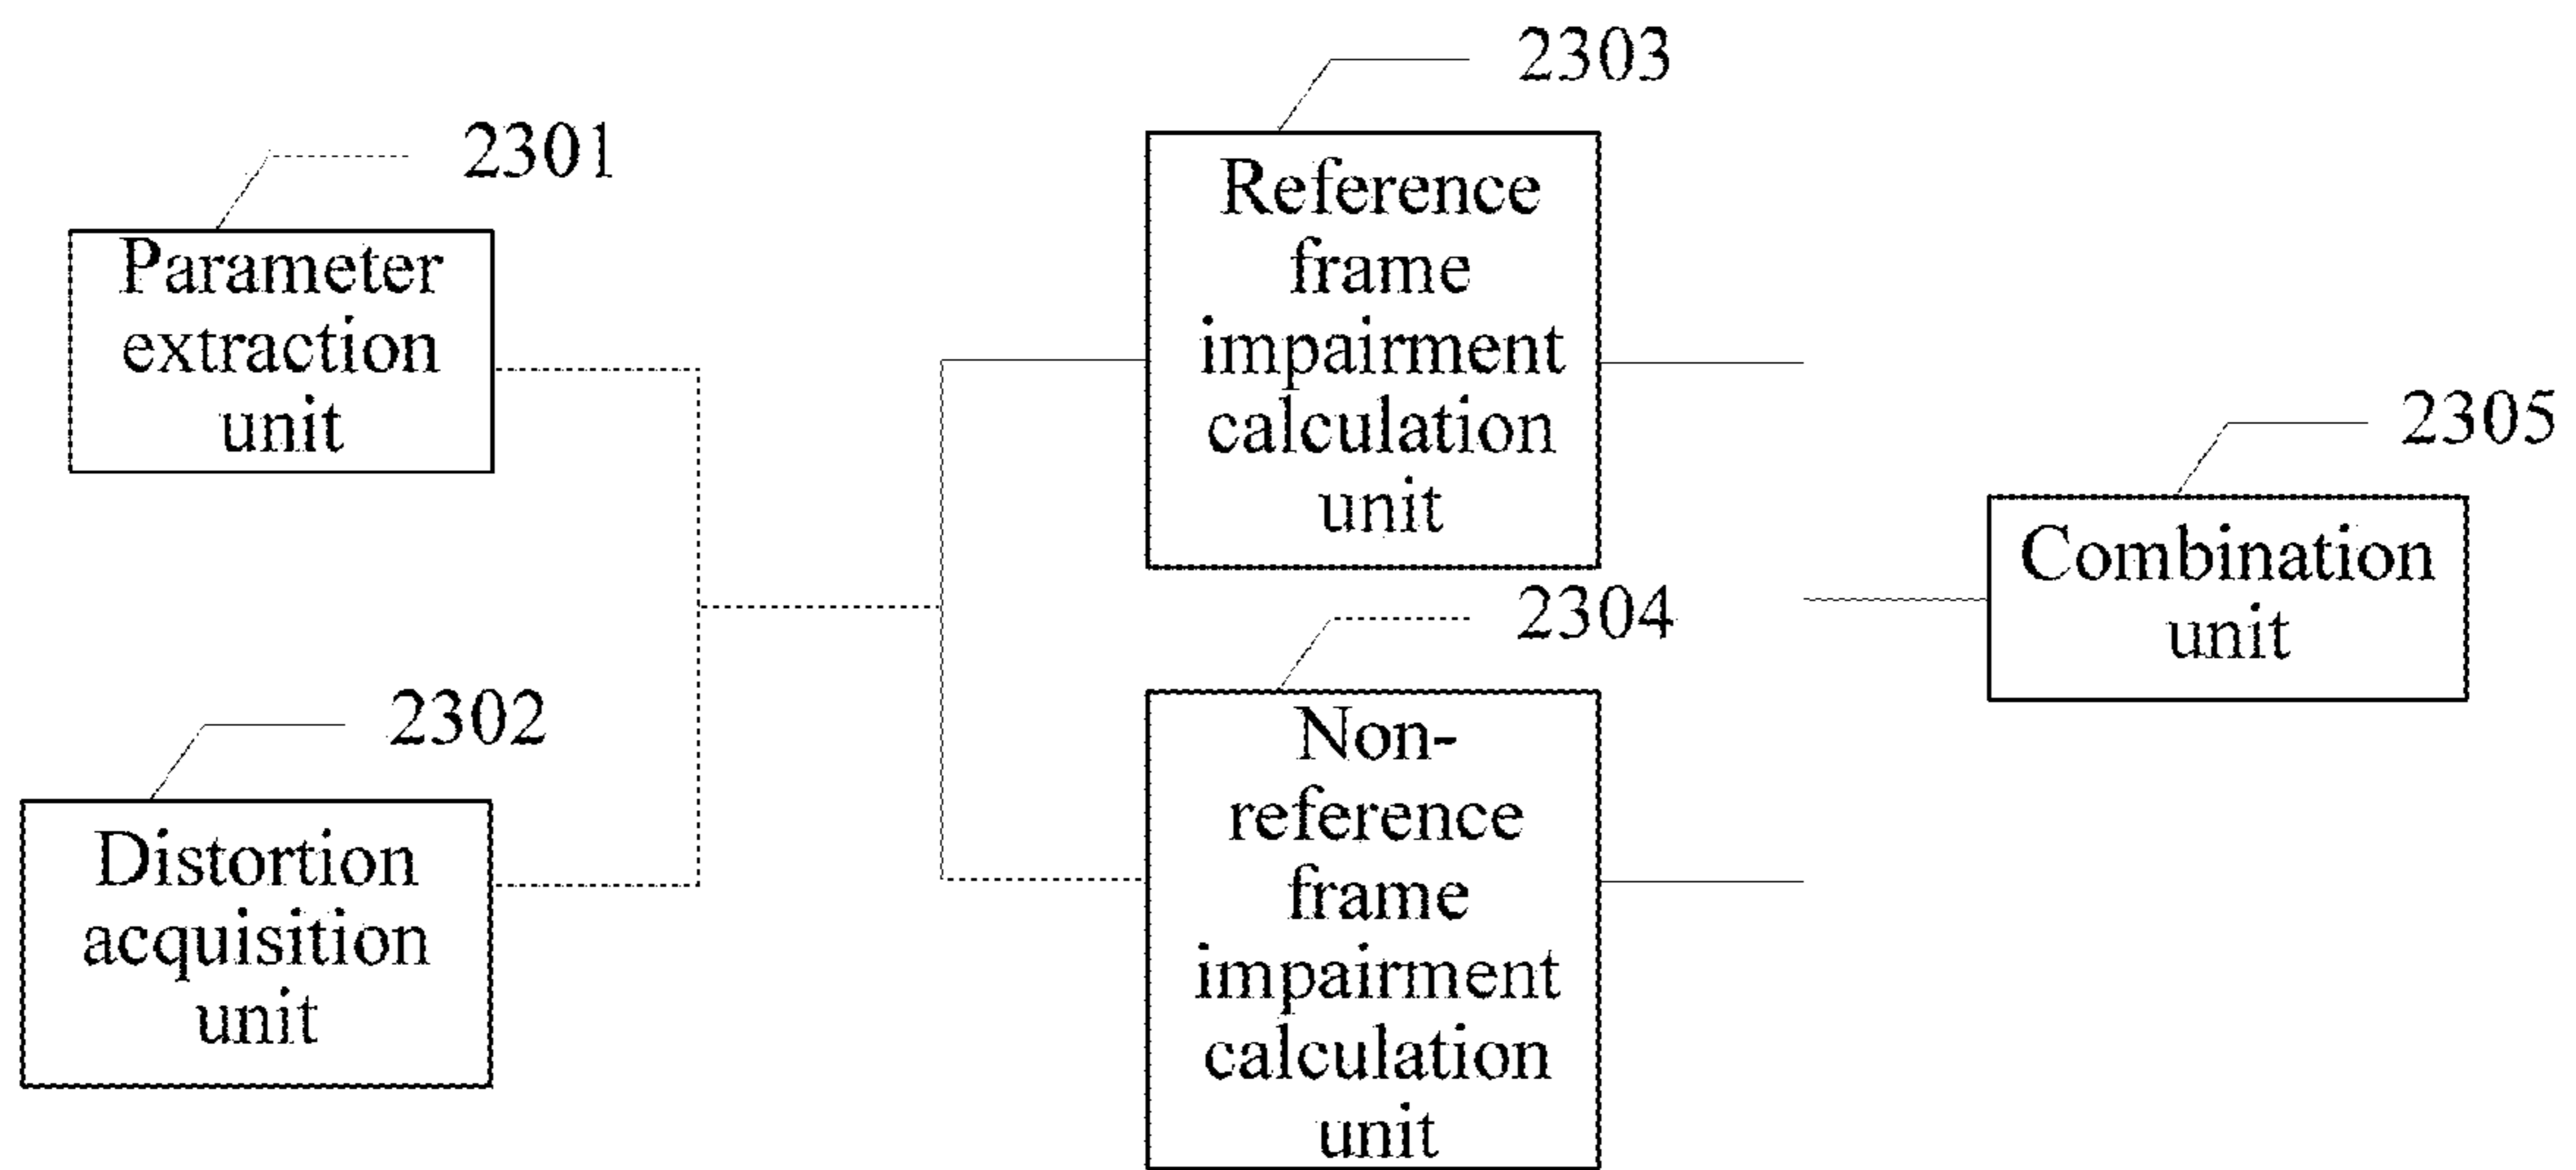 2301
Parameter
extraction
unit
2302
Distortion
acquisition
unit
2303
Reference
frame
impairment
calculation
unit
2304
Non-
reference
frame
impairment
calculation
unit
2305
Combination
unit